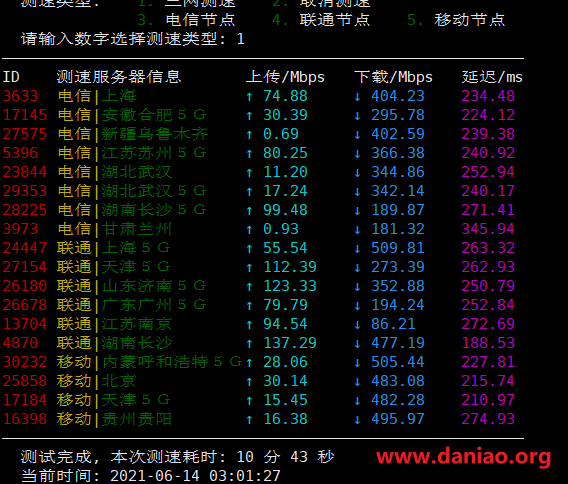 测速类型: 1. 三网测速 2. 取消测速
3. 电信节点 4. 联通节点 5. 移动节点
请输入数字选择测速类型: 1
ID 测速服务器信息 上传/Mbps 下载/Mbps 延迟/ms
3633 电信|上海 ↑ 74.88 ↓ 404.23 234.48
17145 电信|安徽合肥5G ↑ 30.39 ↓ 295.78 224.12
27575 电信|新疆乌鲁木齐 ↑ 0.69 ↓ 402.59 239.38
5396 电信|江苏苏州5G ↑ 80.25 ↓ 366.38 240.92
23844 电信|湖北武汉 ↑ 11.20 ↓ 344.86 252.94
29353 电信|湖北武汉5G ↑ 17.24 ↓ 342.14 240.17
28225 电信|湖南长沙5G ↑ 99.48 ↓ 189.87 271.41
3973 电信|甘肃兰州 ↑ 0.93 ↓ 181.32 345.94
24447 联通|上海5G ↑ 55.54 ↓ 509.81 263.32
27154 联通|天津5G ↑ 112.39 ↓ 273.39 262.93
26180 联通|山东济南5G ↑ 123.33 ↓ 352.88 250.79
26678 联通|广东广州5G ↑ 79.79 ↓ 194.24 252.84
13704 联通|江苏南京 ↑ 94.54 ↓ 86.21 272.69
4870 联通|湖南长沙 ↑ 137.29 ↓ 477.19 188.53
30232 移动|内蒙呼和浩特5G↑ 28.06 ↓ 505.44 227.81
25858 移动|北京 ↑ 30.14 ↓ 483.08 215.74
17184 移动|天津5G ↑ 15.45 ↓ 482.28 210.97
16398 移动|贵州贵阳 ↑ 16.38 ↓ 495.97 274.93
测试完成, 本次测速耗时: 10 分 43 秒
当前时间: 2021-06-14 03:01:27
www.daniao.org